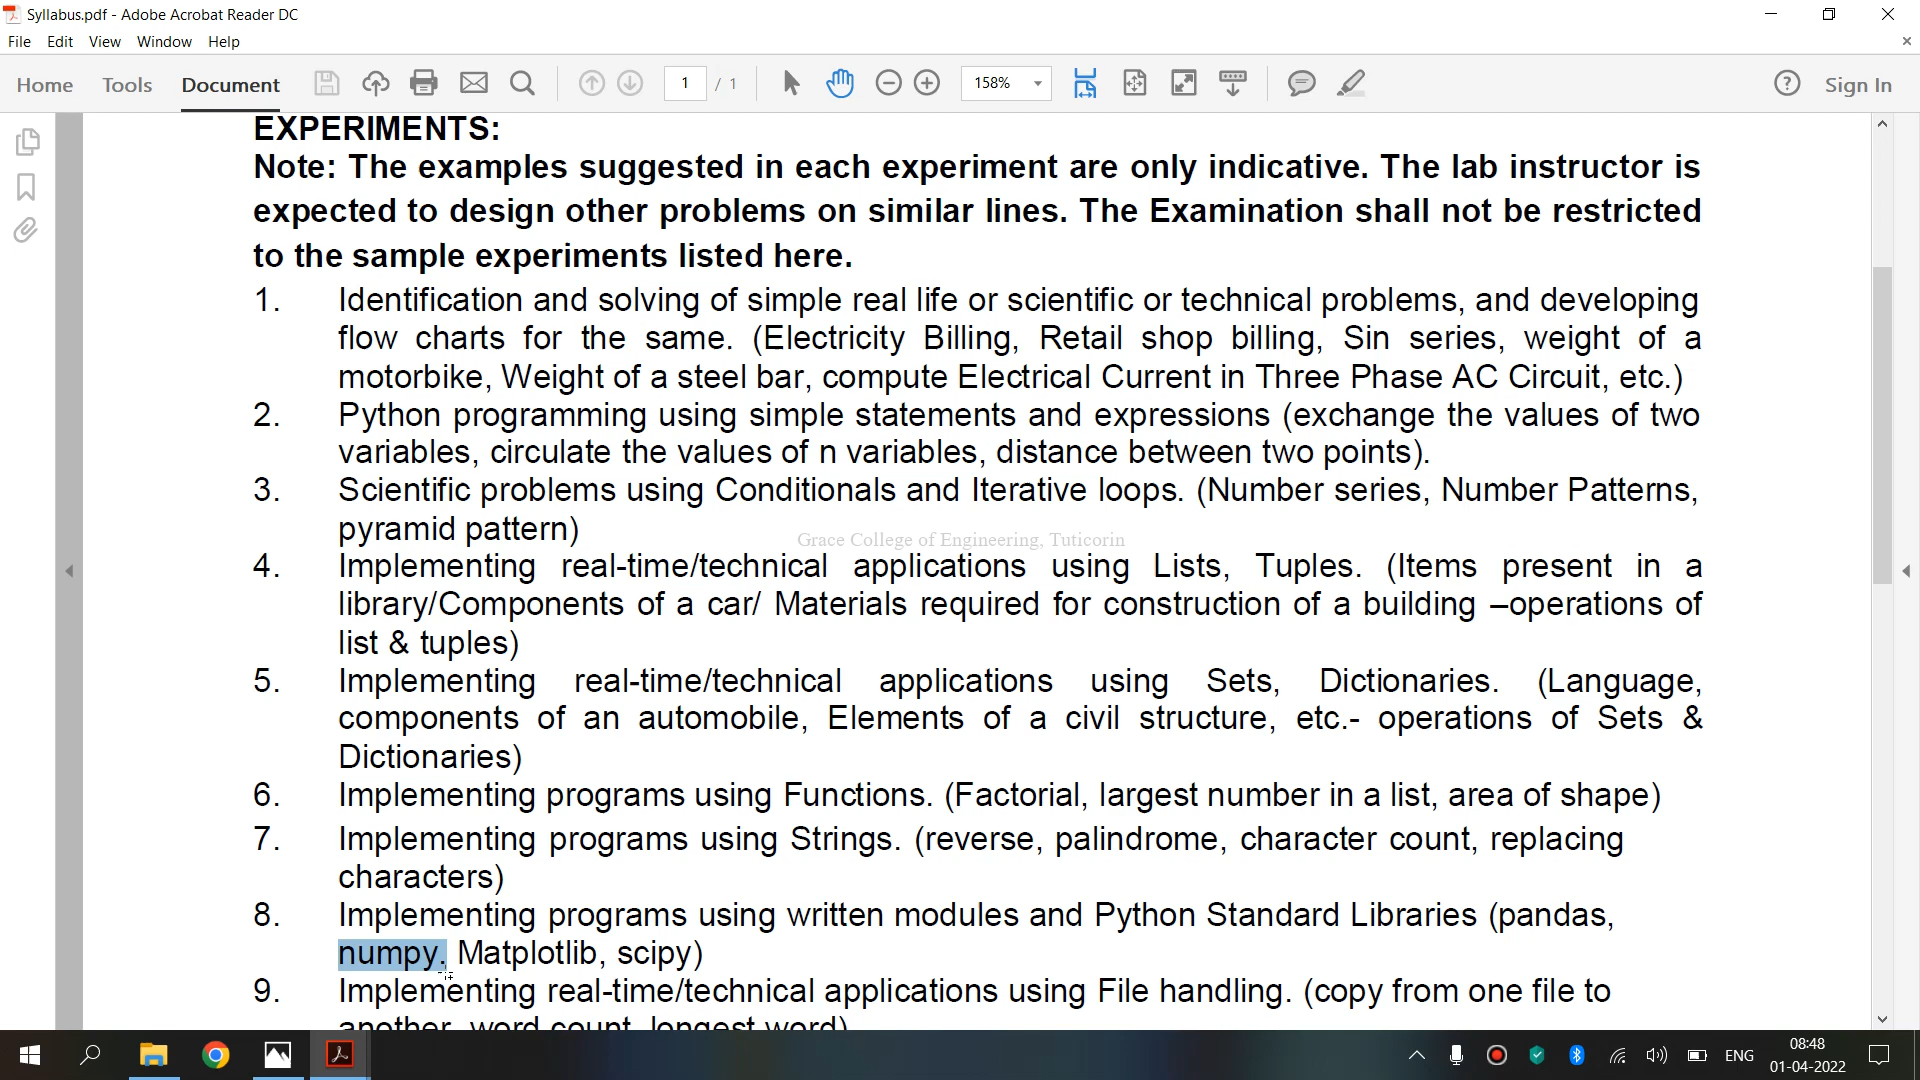 Syllabus.pdf - Adobe Acrobat Reader DC
File Edit View Window Help
Home Tools Document 1 / 1 158% Sign In
EXPERIMENTS:
Note: The examples suggested in each experiment are only indicative. The lab instructor is
expected to design other problems on similar lines. The Examination shall not be restricted
to the sample experiments listed here.
1. Identification and solving of simple real life or scientific or technical problems, and developing
flow charts for the same. (Electricity Billing, Retail shop billing, Sin series, weight of a
motorbike, Weight of a steel bar, compute Electrical Current in Three Phase AC Circuit, etc.)
2. Python programming using simple statements and expressions (exchange the values of two
variables, circulate the values of n variables, distance between two points).
3. Scientific problems using Conditionals and Iterative loops. (Number series, Number Patterns,
pyramid pattern)
Grace College of Engineering, Tuticorin
4. Implementing real-time/technical applications using Lists, Tuples. (Items present in a
library/Components of a car/ Materials required for construction of a building –operations of
list & tuples)
5. Implementing real-time/technical applications using Sets, Dictionaries. (Language,
components of an automobile, Elements of a civil structure, etc.- operations of Sets &
Dictionaries)
6. Implementing programs using Functions. (Factorial, largest number in a list, area of shape)
7. Implementing programs using Strings. (reverse, palindrome, character count, replacing
characters)
8. Implementing programs using written modules and Python Standard Libraries (pandas,
numpy. Matplotlib, scipy)
9. Implementing real-time/technical applications using File handling. (copy from one file to
another, word count, longest word)
ENG
08:48
01-04-2022